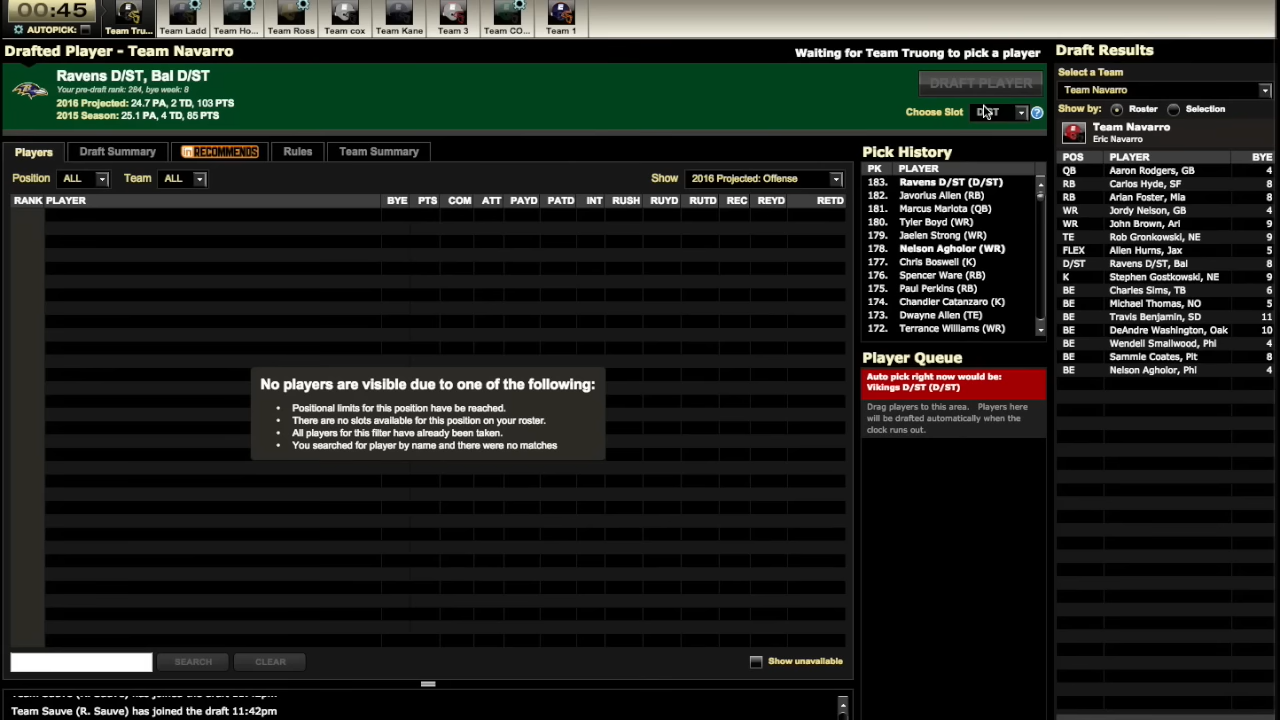 00:45
AUTOPICK:
Team Tru... Team Ladd Team Ho... Team Ross Team cox Team Kane Team 3 Team CO... Team 1
Drafted Player - Team Navarro
Waiting for Team Truong to pick a player
Ravens D/ST, Bal D/ST
Your pre-draft rank: 284, bye week: 8
2016 Projected: 24.7 PA, 2 TD, 103 PTS
2015 Season: 25.1 PA, 4 TD, 85 PTS
DRAFT PLAYER
Choose Slot D/ST ?
Players Draft Summary in RECOMMENDS Rules Team Summary
Position ALL Team ALL Show 2016 Projected: Offense
RANK PLAYER BYE PTS COM ATT PAYD PATD INT RUSH RUYD RUTD REC REYD RETD
No players are visible due to one of the following:
• Positional limits for this position have be reached.
• There are no slots available for this position on your roster.
• All players for this filter have already been taken.
• You searched for player by name and there were no matches
SEARCH CLEAR Show unavailable
Team Sauve (R. Sauve) has joined the draft 11:42pm
Pick History
PK PLAYER
183. Ravens D/ST (D/ST)
182. Javorius Allen (RB)
181. Marcus Mariota (QB)
180. Tyler Boyd (WR)
179. Jaelen Strong (WR)
178. Nelson Agholor (WR)
177. Chris Boswell (K)
176. Spencer Ware (RB)
175. Paul Perkins (RB)
174. Chandler Catanzaro (K)
173. Dwayne Allen (TE)
172. Terrance Williams (WR)
Player Queue
Auto pick right now would be:
Vikings D/ST (D/ST)
Drag players to this area. Players here
will be drafted automatically when the
clock runs out.
Draft Results
Select a Team
Team Navarro
Show by: Roster Selection
Team Navarro
Eric Navarro
POS PLAYER BYE
QB Aaron Rodgers, GB 4
RB Carlos Hyde, SF 8
RB Arian Foster, Mia 8
WR Jordy Nelson, GB 4
WR John Brown, Ari 9
TE Rob Gronkowski, NE 9
FLEX Allen Hurns, Jax 5
D/ST Ravens D/ST, Bal 8
K Stephen Gostkowski, NE 9
BE Charles Sims, TB 6
BE Michael Thomas, NO 5
BE Travis Benjamin, SD 11
BE DeAndre Washington, Oak 10
BE Wendell Smallwood, Phi 4
BE Sammie Coates, Pit 8
BE Nelson Agholor, Phi 4